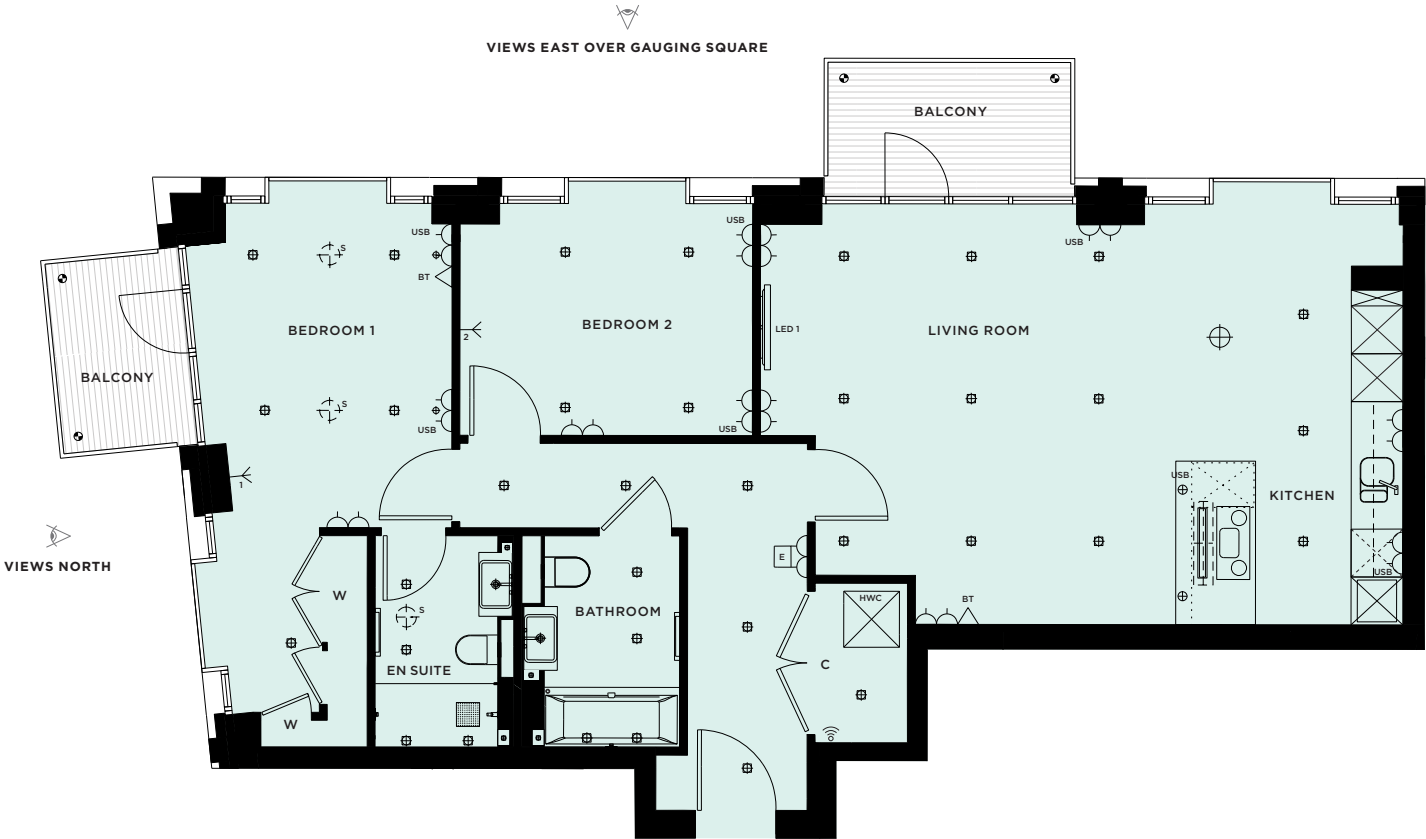 VIEWS EAST OVER GAUGING SQUARE
BALCONY
USB
USB
USB
S
BT
BEDROOM 1
BEDROOM 2
2
LED 1
LIVING ROOM
BALCONY
S
USB
USB
1
USB
KITCHEN
VIEWS NORTH
E
USB
W
HWC
BT
S
BATHROOM
EN SUITE
C
W